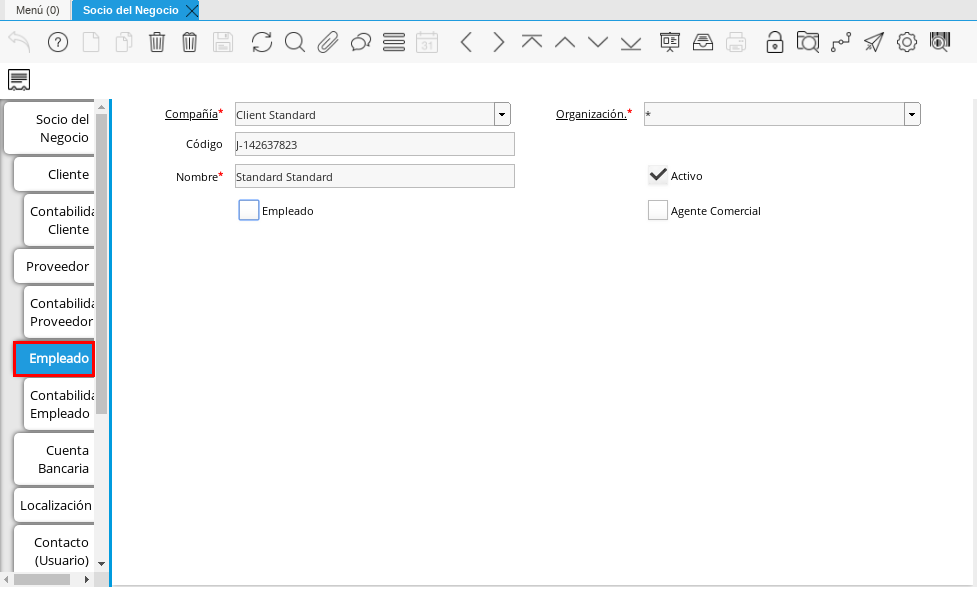 Menú (0)
Socio del Negocio
31
Socio del
Negocio
Cliente
Contabilida
Cliente
Proveedor
Contabilida
Proveedor
Empleado
Contabilida
Empleado
Cuenta
Bancaria
Localización
Contacto
(Usuario)
Compañía* Client Standard
Organización.* *
Código J-142637823
Nombre* Standard Standard
Activo
Empleado
Agente Comercial